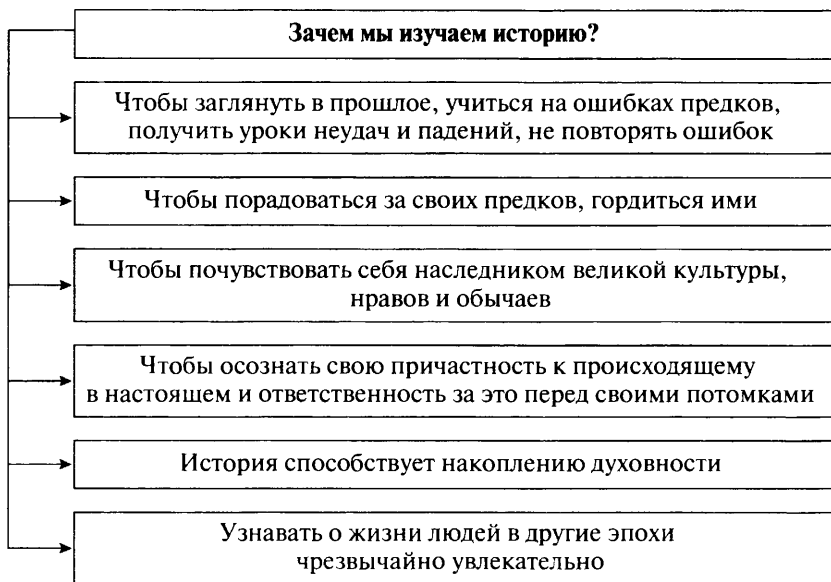 Зачем мы изучаем историю?
Чтобы заглянуть в прошлое, учиться на ошибках предков,
получить уроки неудач и падений, не повторять ошибок
Чтобы порадоваться за своих предков, гордиться ими
Чтобы почувствовать себя наследником великой культуры,
нравов и обычаев
Чтобы осознать свою причастность к происходящему
в настоящем и ответственность за это перед своими потомками
История способствует накоплению духовности
Узнавать о жизни людей в другие эпохи
чрезвычайно увлекательно